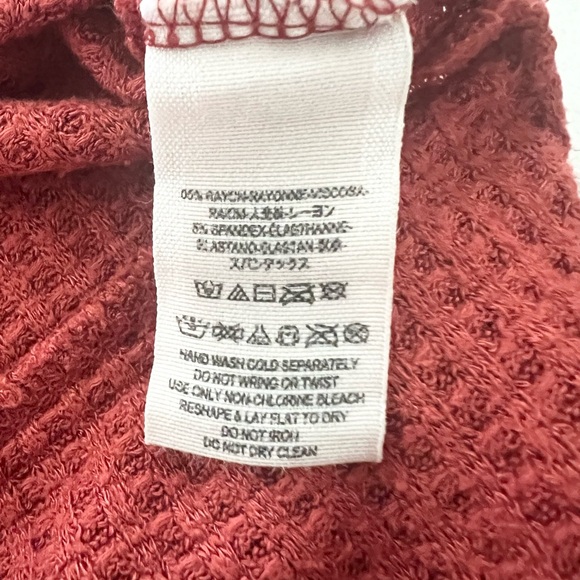 95% RAYON-RAYONNE-VISCOSA-
RAION-人造絲-レーヨン
5% SPANDEX-ÉLASTHANNE-
ELASTANO-ELASTAN-
スパンデックス
HAND WASH COLD SEPARATELY
DO NOT WRING OR TWIST
USE ONLY NON-CHLORINE BLEACH
RESHAPE & LAY FLAT TO DRY
DO NOT IRON
DO NOT DRY CLEAN